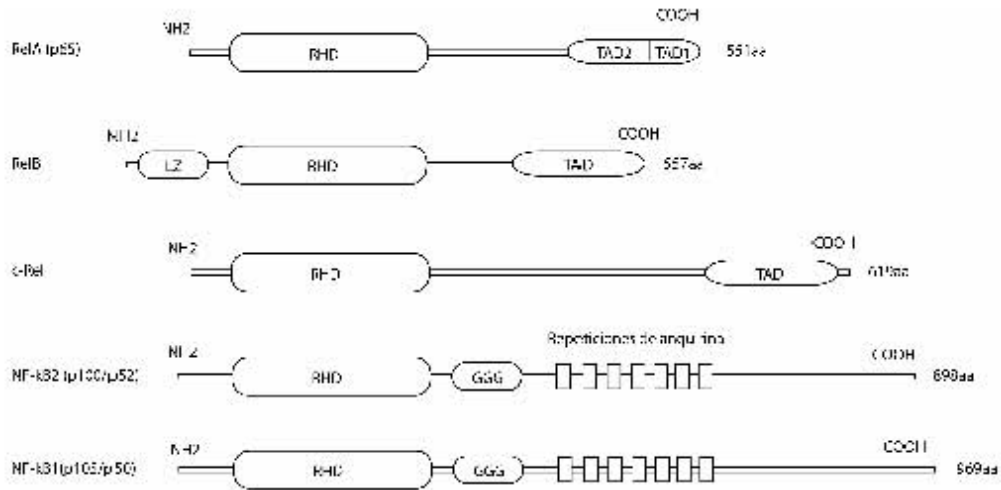 COOH
NH2
RelA (p65) RHD TAD2 TAD1 551aa
NH2 COOH
RelB LZ RHD TAD 557aa
NH2 COOH
c-Rel RHD TAD 619aa
Repeticiones de anquirina
NH2 COOH
NF-kB2 (p100/p52) RHD GGG 898aa
NH2 COOH
NF-kB1(p105/p50) RHD GGG 969aa